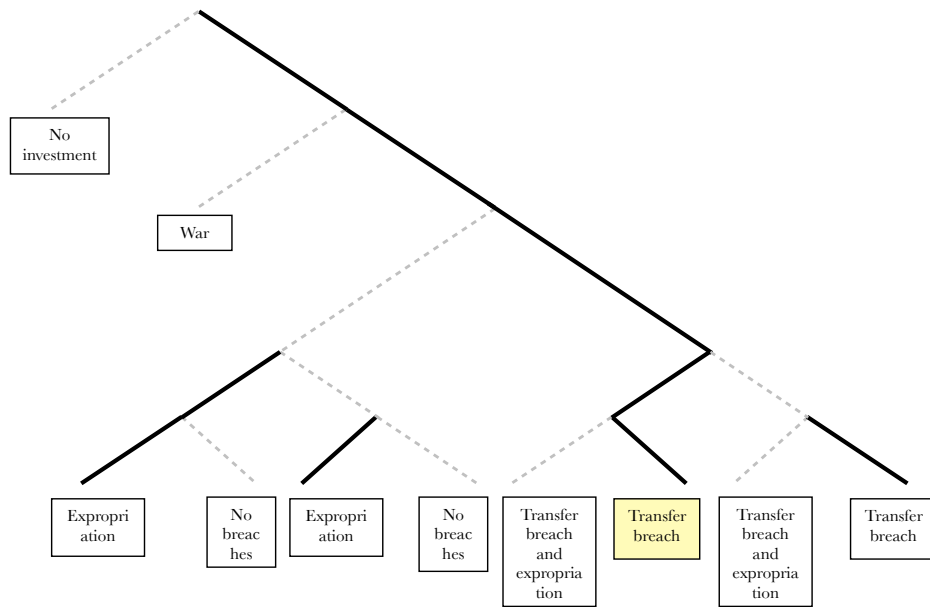 No
investment
War
Expropri
ation
No
breac
hes
Expropri
ation
No
breac
hes
Transfer
breach
and
expropria
tion
Transfer
breach
Transfer
breach
and
expropria
tion
Transfer
breach